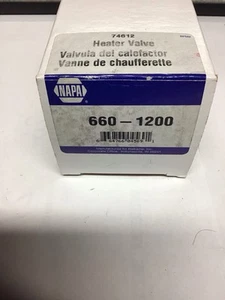 74612
Heater Valve
Valvula del calefactor
Vanne de chaufferette
NAPA
660-1200